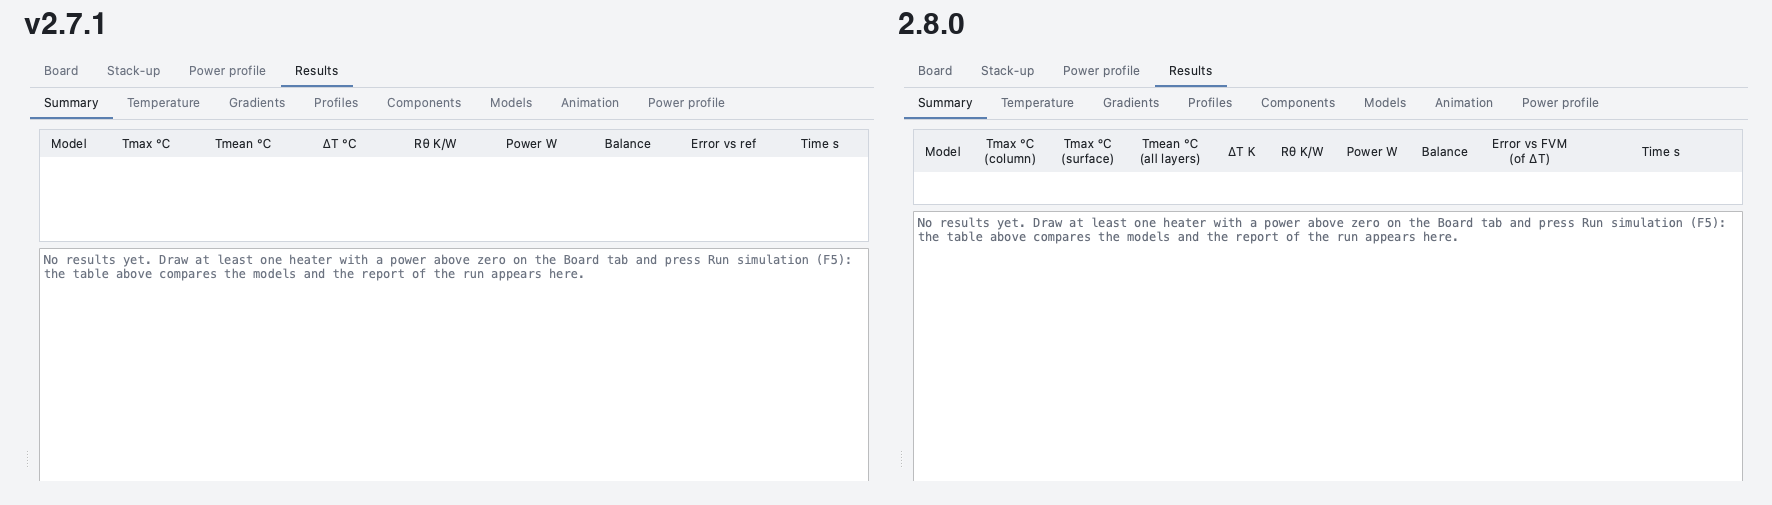 v2.7.1
Board Stack-up Power profile Results
Summary Temperature Gradients Profiles Components Models Animation Power profile
Model Tmax °C Tmean °C ΔT °C Rθ K/W Power W Balance Error vs ref Time s
No results yet. Draw at least one heater with a power above zero on the Board tab and press Run simulation (F5):
the table above compares the models and the report of the run appears here.
2.8.0
Board Stack-up Power profile Results
Summary Temperature Gradients Profiles Components Models Animation Power profile
Model Tmax °C (column) Tmax °C (surface) Tmean °C (all layers) ΔT K Rθ K/W Power W Balance Error vs FVM (of ΔT) Time s
No results yet. Draw at least one heater with a power above zero on the Board tab and press Run simulation (F5):
the table above compares the models and the report of the run appears here.